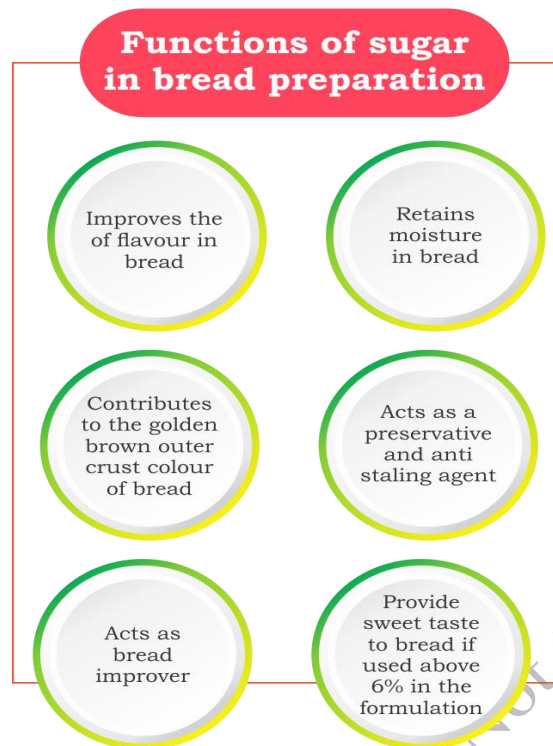 Functions of sugar
in bread preparation
Improves the
of flavour in
bread
Retains
moisture
in bread
Contributes
to the golden
brown outer
crust colour
of bread
Acts as a
preservative
and anti
staling agent
Acts as
bread
improver
Provide
sweet taste
to bread if
used above
6% in the
formulation
Not